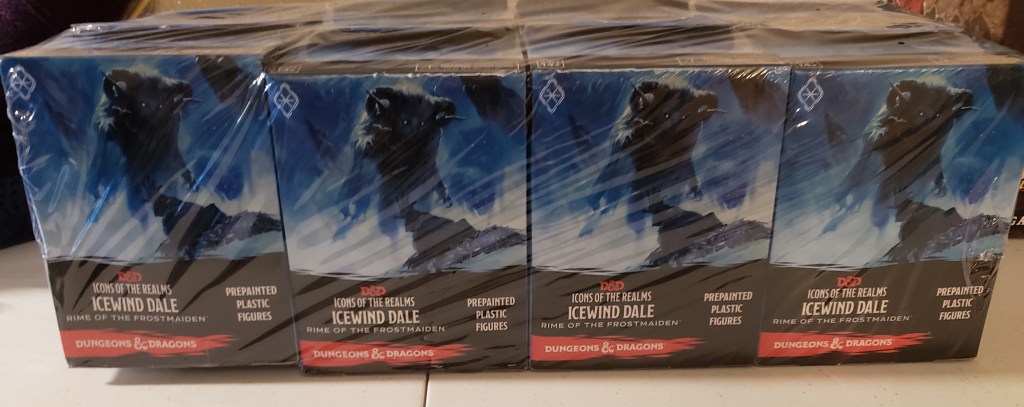 D&D
ICONS OF THE REALMS
ICEWIND DALE
RIME OF THE FROSTMAIDEN
PREPAINTED
PLASTIC
FIGURES
DUNGEONS & DRAGONS
D&D
ICONS OF THE REALMS
ICEWIND DALE
RIME OF THE FROSTMAIDEN
PREPAINTED
PLASTIC
FIGURES
DUNGEONS & DRAGONS
D&D
ICONS OF THE REALMS
ICEWIND DALE
RIME OF THE FROSTMAIDEN
PREPAINTED
PLASTIC
FIGURES
DUNGEONS & DRAGONS
D&D
ICONS OF THE REALMS
ICEWIND DALE
RIME OF THE FROSTMAIDEN
PREPAINTED
PLASTIC
FIGURES
DUNGEONS & DRAGONS